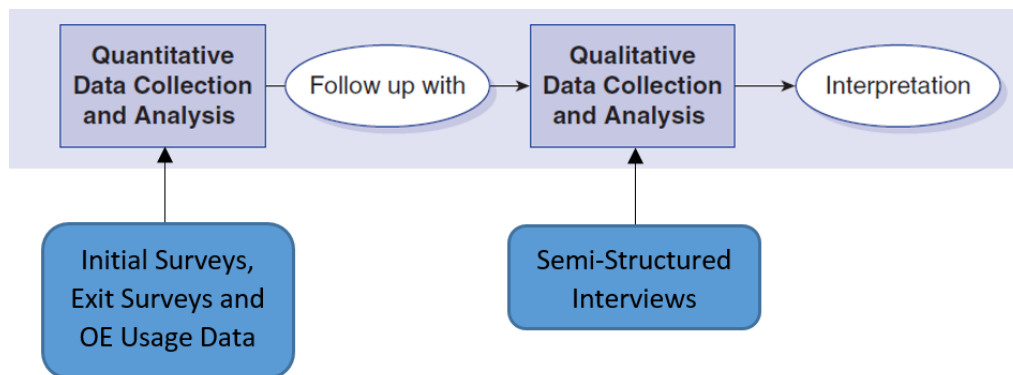 Quantitative
Data Collection
and Analysis
Follow up with
Qualitative
Data Collection
and Analysis
Interpretation
Initial Surveys,
Exit Surveys and
OE Usage Data
Semi-Structured
Interviews